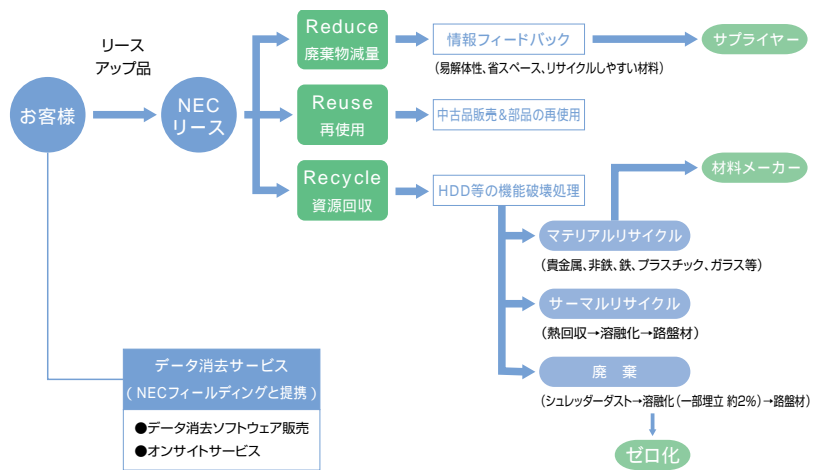 リース
アップ品
お客様
NEC
リース
Reduce
廃棄物減量
情報フィードバック
サプライヤー
(易解体性、省スペース、リサイクルしやすい材料)
Reuse
再使用
中古品販売&部品の再使用
Recycle
資源回収
HDD等の機能破壊処理
材料メーカー
マテリアルリサイクル
(貴金属、非鉄、鉄、プラスチック、ガラス等)
サーマルリサイクル
(熱回収→溶融化→路盤材)
廃 棄
(シュレッダーダスト→溶融化(一部埋立 約2%)→路盤材)
ゼロ化
データ消去サービス
(NECフィールディングと提携)
●データ消去ソフトウェア販売
●オンサイトサービス